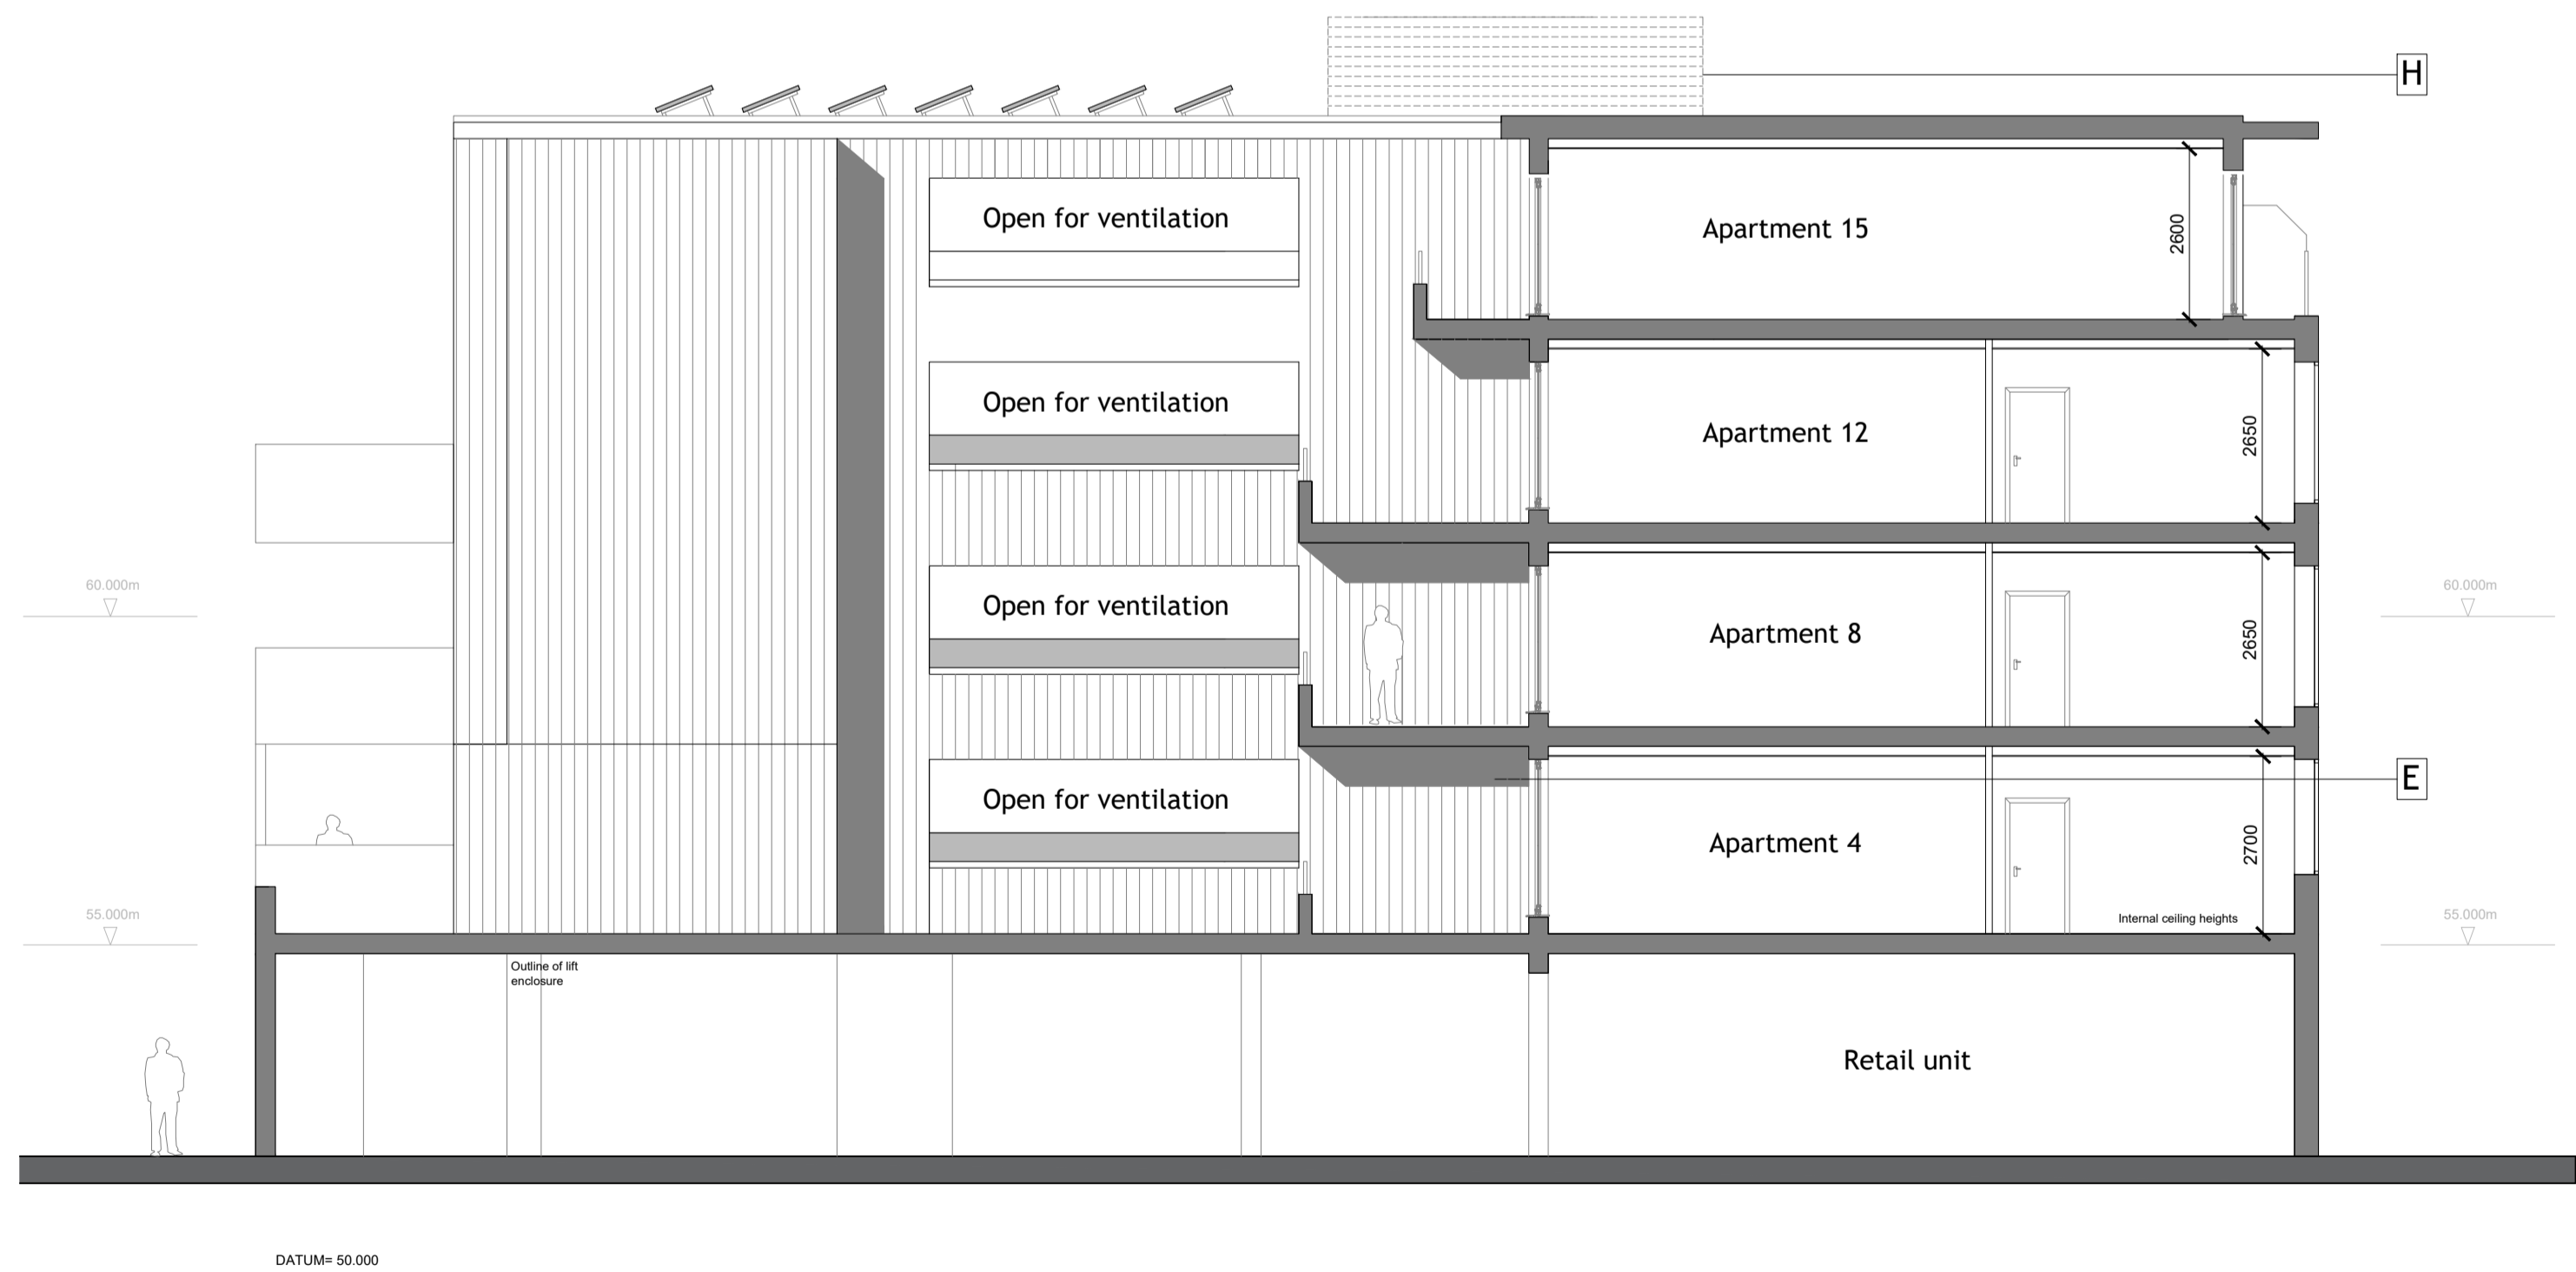 H
Open for ventilation
Apartment 15
2600
Open for ventilation
Apartment 12
2650
60.000m
60.000m
Open for ventilation
Apartment 8
2650
E
Open for ventilation
Apartment 4
2700
55.000m
Internal ceiling heights
55.000m
Outline of lift
enclosure
Retail unit
DATUM= 50.000